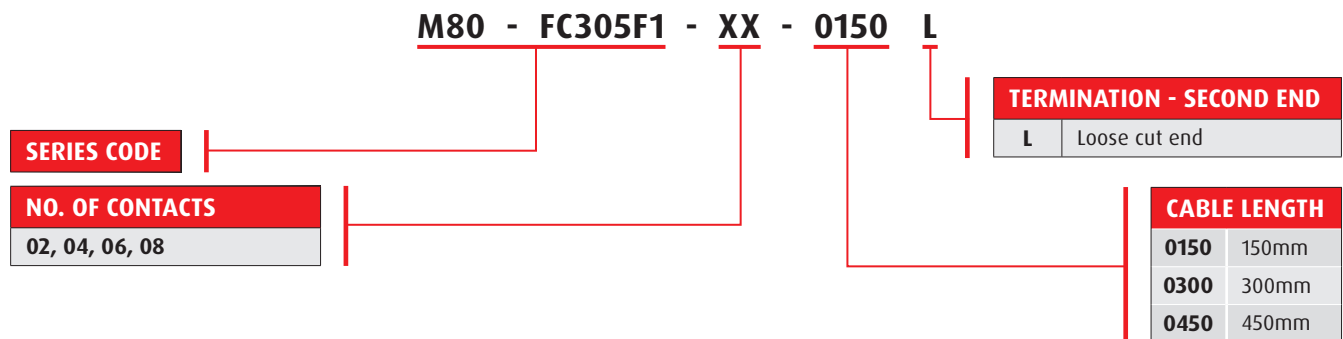 M80 - FC305F1 - XX - 0150 L
TERMINATION - SECOND END
L Loose cut end
SERIES CODE
NO. OF CONTACTS
02, 04, 06, 08
CABLE LENGTH
0150 150mm
0300 300mm
0450 450mm